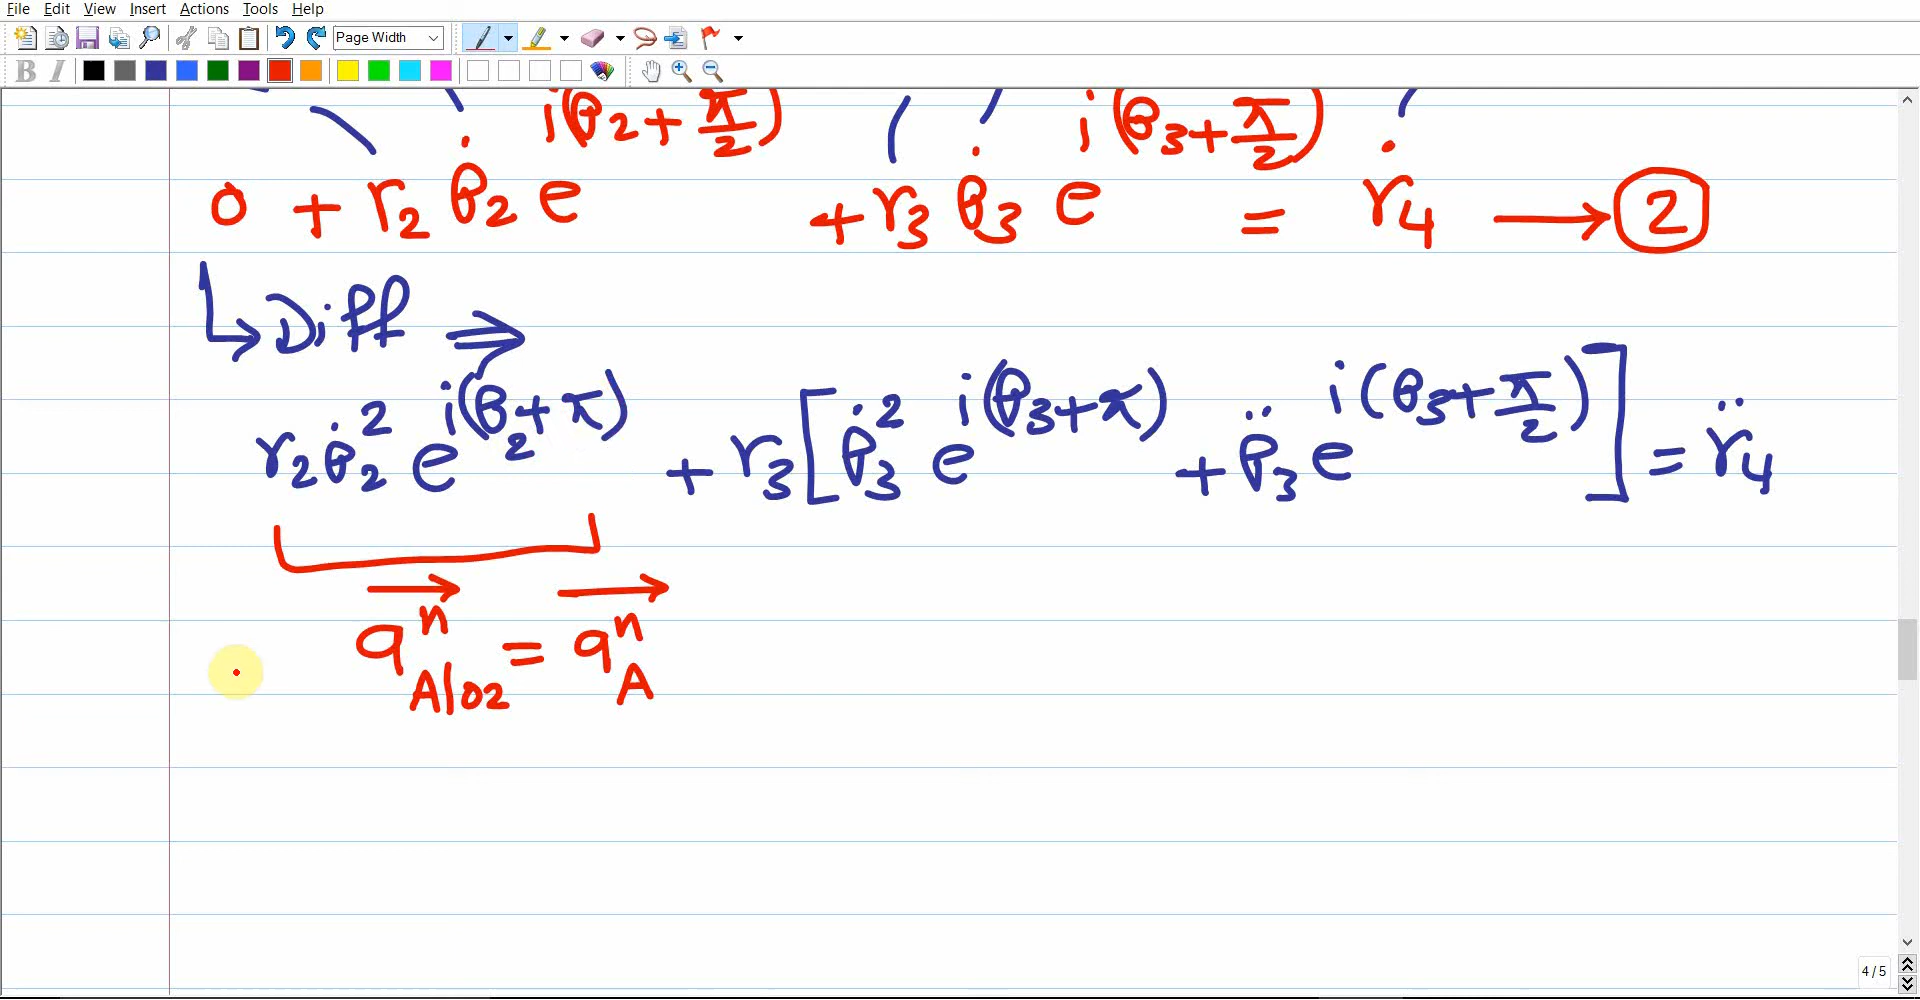 File Edit View Insert Actions Tools Help
Page Width
B I
i(θ₂ + π/2) i(θ₃ + π/2)
0 + r₂ θ̇₂ e + r₃ θ̇₃ e = ṙ₄ → ②
↳ Diff ⇒
r₂ θ̇₂² e^i(θ₂ + π) + r₃ [θ̇₃² e^i(θ₃ + π) + θ̈₃ e^i(θ₃ + π/2)] = r̈₄
a⃗ⁿ A|O2 = a⃗ⁿ A
4 / 5